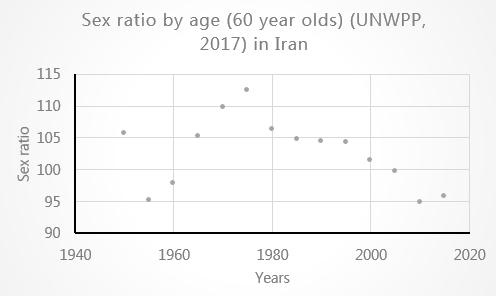 Sex ratio by age (60 year olds) (UNWPP,
2017) in Iran
115
110
105
100
95
90
Sex ratio
1940 1960 1980 2000 2020
Years